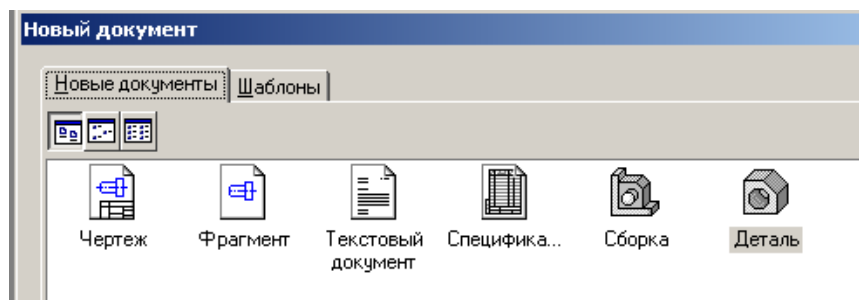 Новый документ
Новые документы Шаблоны
Чертеж Фрагмент Текстовый документ Специфика... Сборка Деталь